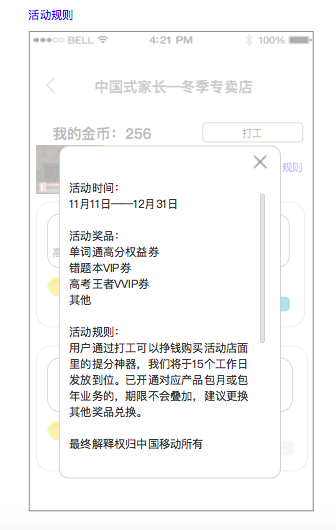 活动规则
BELL
4:21 PM
100%
中国式家长—冬季专卖店
我的金币：256
打工
规则
活动时间：
11月11日——12月31日
活动奖品：
单词通高分权益券
错题本VIP券
高考王者VVIP券
其他
活动规则：
用户通过打工可以挣钱购买活动店面
里的提分神器，我们将于15个工作日
发放到位。已开通对应产品包月或包
年业务的，期限不会叠加，建议更换
其他奖品兑换。
最终解释权归中国移动所有
高